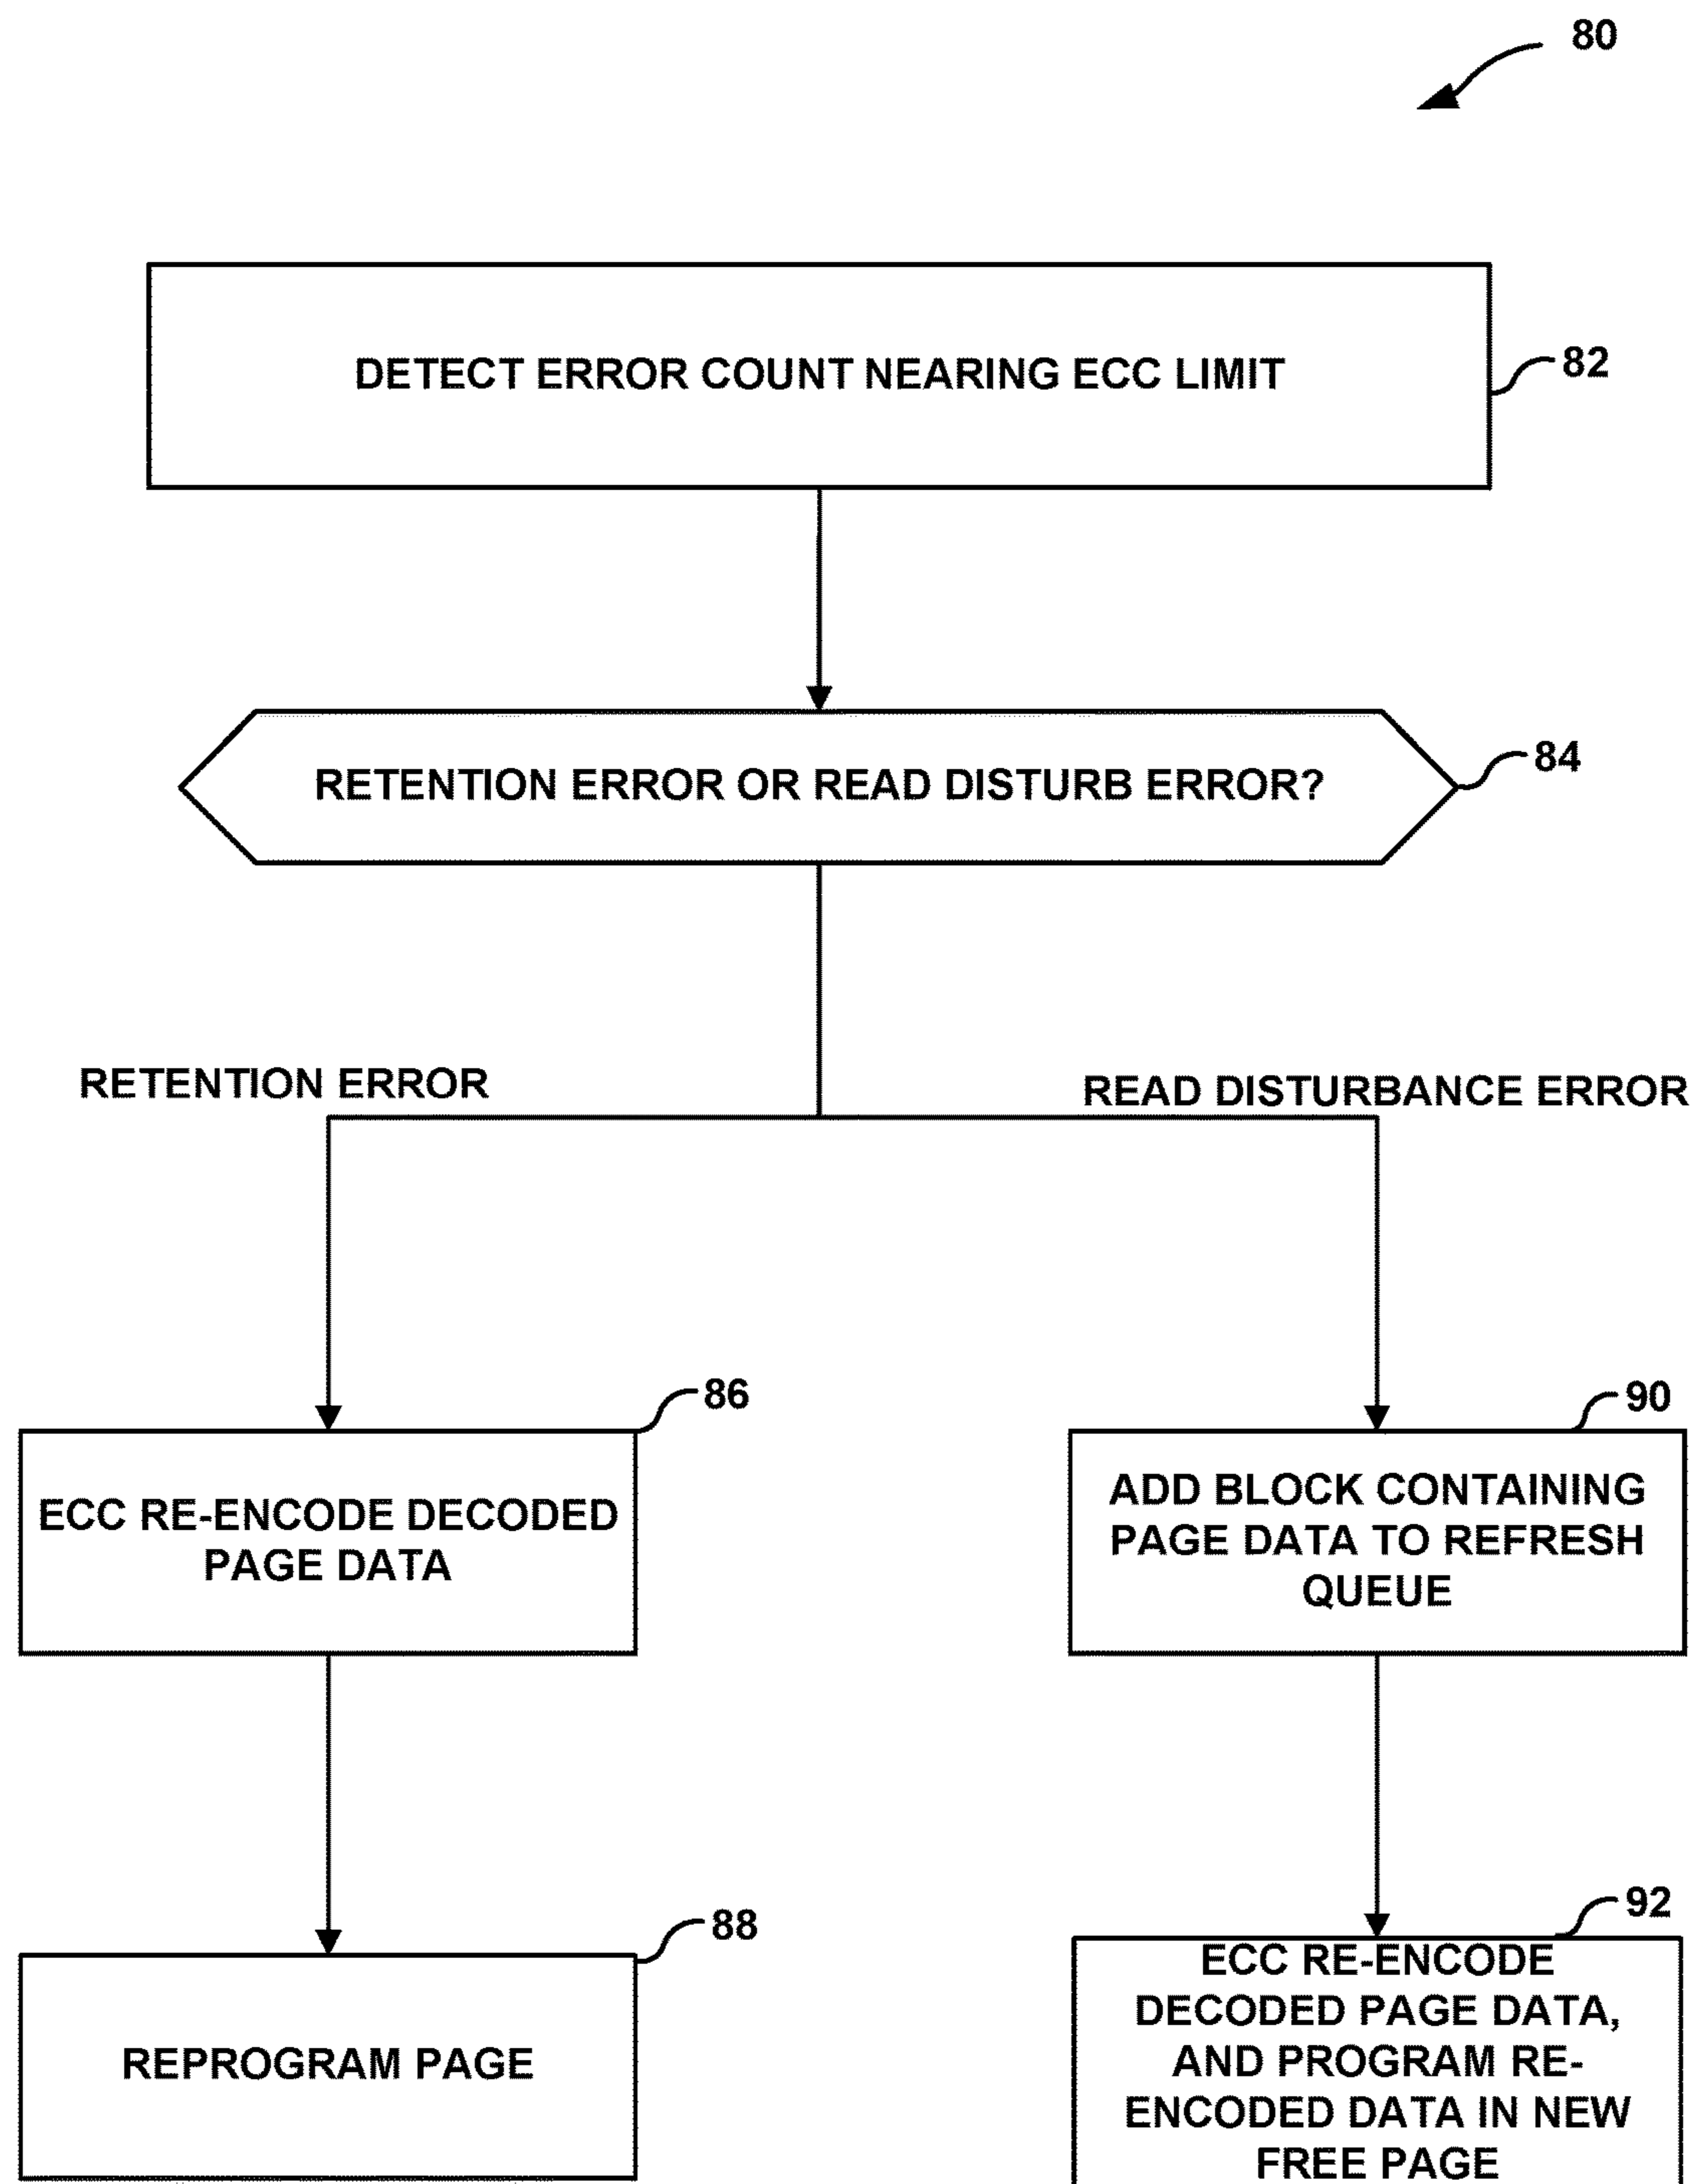 80
DETECT ERROR COUNT NEARING ECC LIMIT
82
RETENTION ERROR OR READ DISTURB ERROR?
84
RETENTION ERROR
READ DISTURBANCE ERROR
86
ECC RE-ENCODE DECODED
PAGE DATA
90
ADD BLOCK CONTAINING
PAGE DATA TO REFRESH
QUEUE
88
REPROGRAM PAGE
92
ECC RE-ENCODE
DECODED PAGE DATA,
AND PROGRAM RE-
ENCODED DATA IN NEW
FREE PAGE